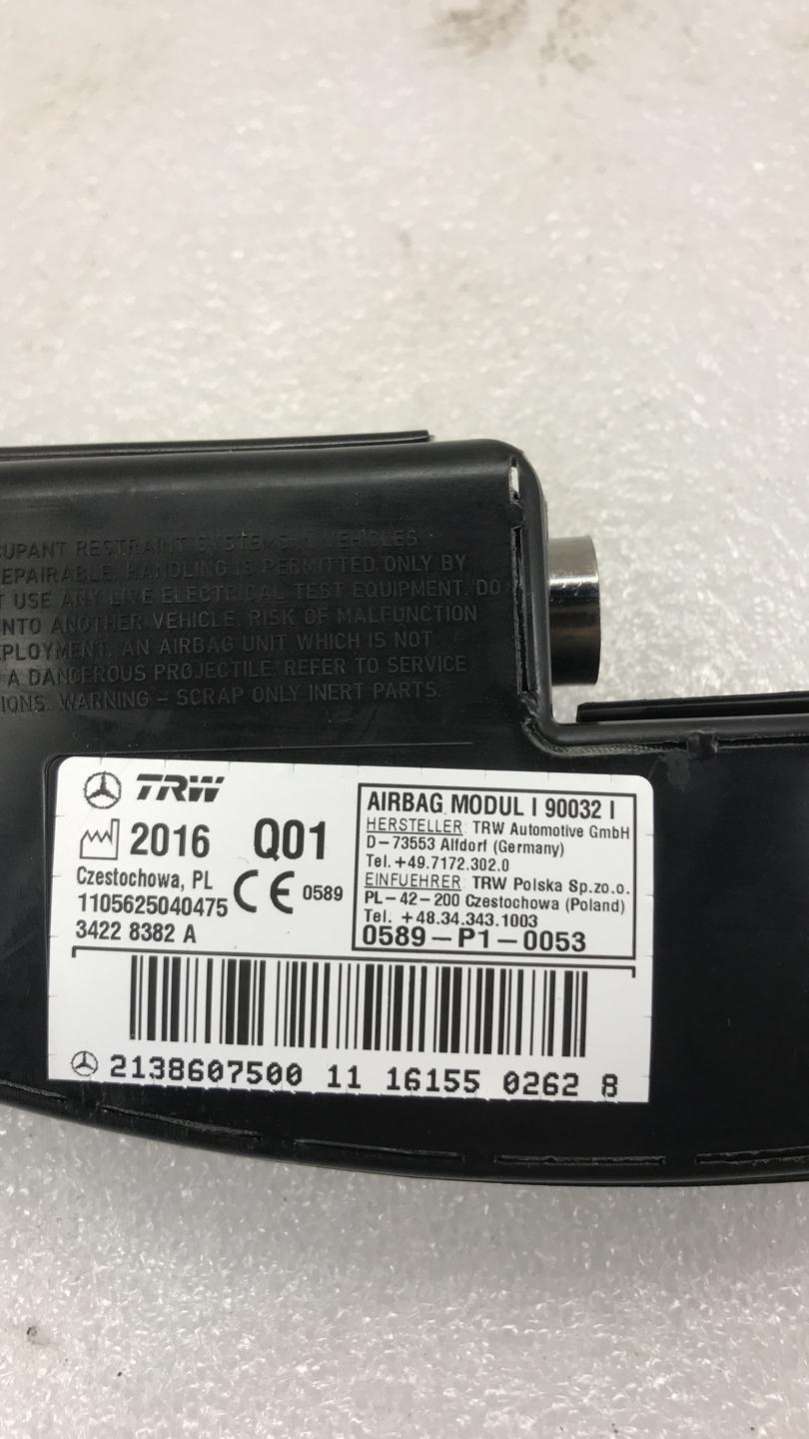 UPANT RESTRAINT SYSTEMS VEHICLES
EPAIRABLE. HANDLING IS PERMITTED ONLY BY
T USE ANY LIVE ELECTRICAL TEST EQUIPMENT. DO
NTO ANOTHER VEHICLE. RISK OF MALFUNCTION
EPLOYMENT. AN AIRBAG UNIT WHICH IS NOT
A DANGEROUS PROJECTILE. REFER TO SERVICE
IONS. WARNING – SCRAP ONLY INERT PARTS.
TRW
2016 Q01
Czestochowa, PL
CE 0589
1105625040475
3422 8382 A
AIRBAG MODUL I 90032 I
HERSTELLER TRW Automotive GmbH
D-73553 Alfdorf (Germany)
Tel. +49.7172.302.0
EINFUEHRER TRW Polska Sp.zo.o.
PL-42-200 Czestochowa (Poland)
Tel. +48.34.343.1003
0589-P1-0053
2138607500 11 16155 0262 8